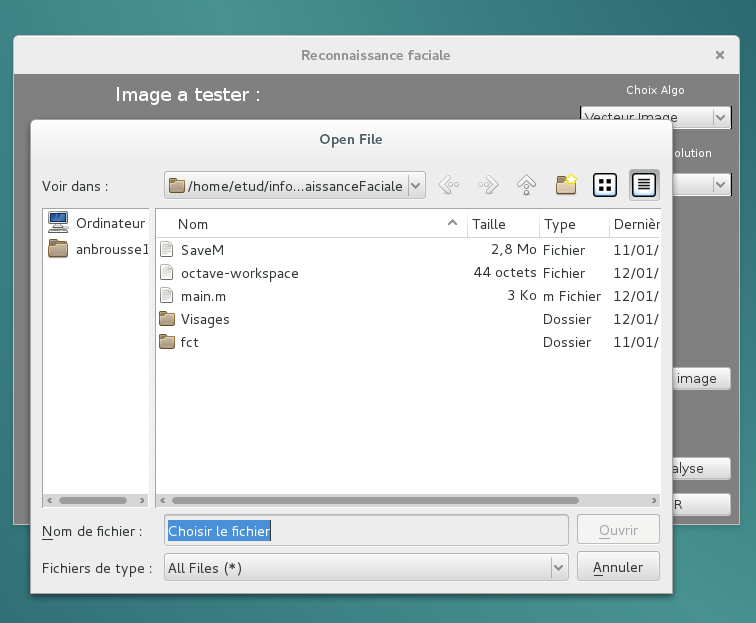 Reconnaissance faciale
Image a tester :
Choix Algo
Vecteur Image
olution
Open File
Voir dans :
/home/etud/info...aissanceFaciale
Ordinateur
anbrousse1
Nom Taille Type Dernièr
SaveM 2,8 Mo Fichier 11/01/
octave-workspace 44 octets Fichier 12/01/
main.m 3 Ko m Fichier 12/01/
Visages Dossier 12/01/
fct Dossier 11/01/
image
alyse
R
Nom de fichier : Choisir le fichier Ouvrir
Fichiers de type : All Files (*) Annuler